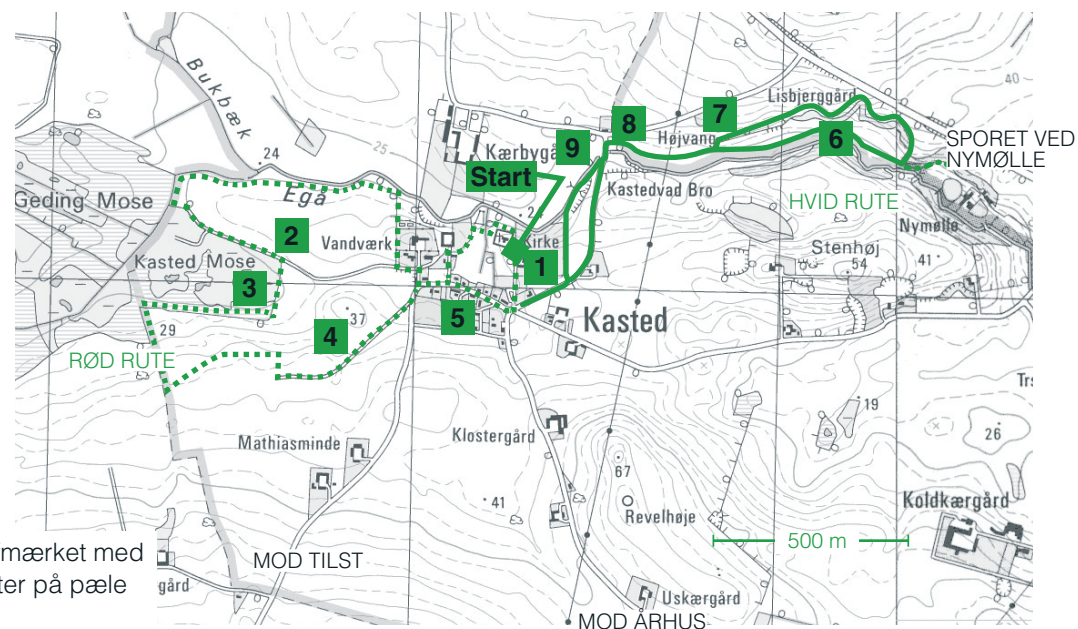 Bukbæk
40
Lisbjerggård
24
25
8
7
Højvang
6
SPORET VED
NYMØLLE
Kærbygå
9
Start
Kastedvad Bro
Geding Mose
Egå
HVID RUTE
2
Vandværk
Kirke
Nymølle
Kasted Mose
1
Stenhøj
54
41
3
29
37
5
Kasted
4
RØD RUTE
Trs
19
Mathiasminde
Klostergård
26
67
41
Koldkærgård
Revelhøje
500 m
mærket med
ter på pæle
MOD TILST
gård
Uskærgård
MOD ÅRHUS